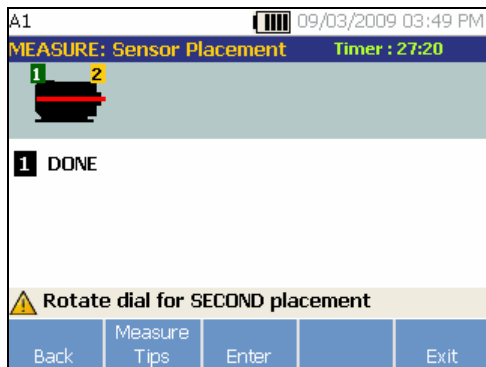 A1 09/03/2009 03:49 PM
MEASURE: Sensor Placement Timer : 27:20
1 2
1 DONE
Rotate dial for SECOND placement
Measure
Back Tips Enter Exit